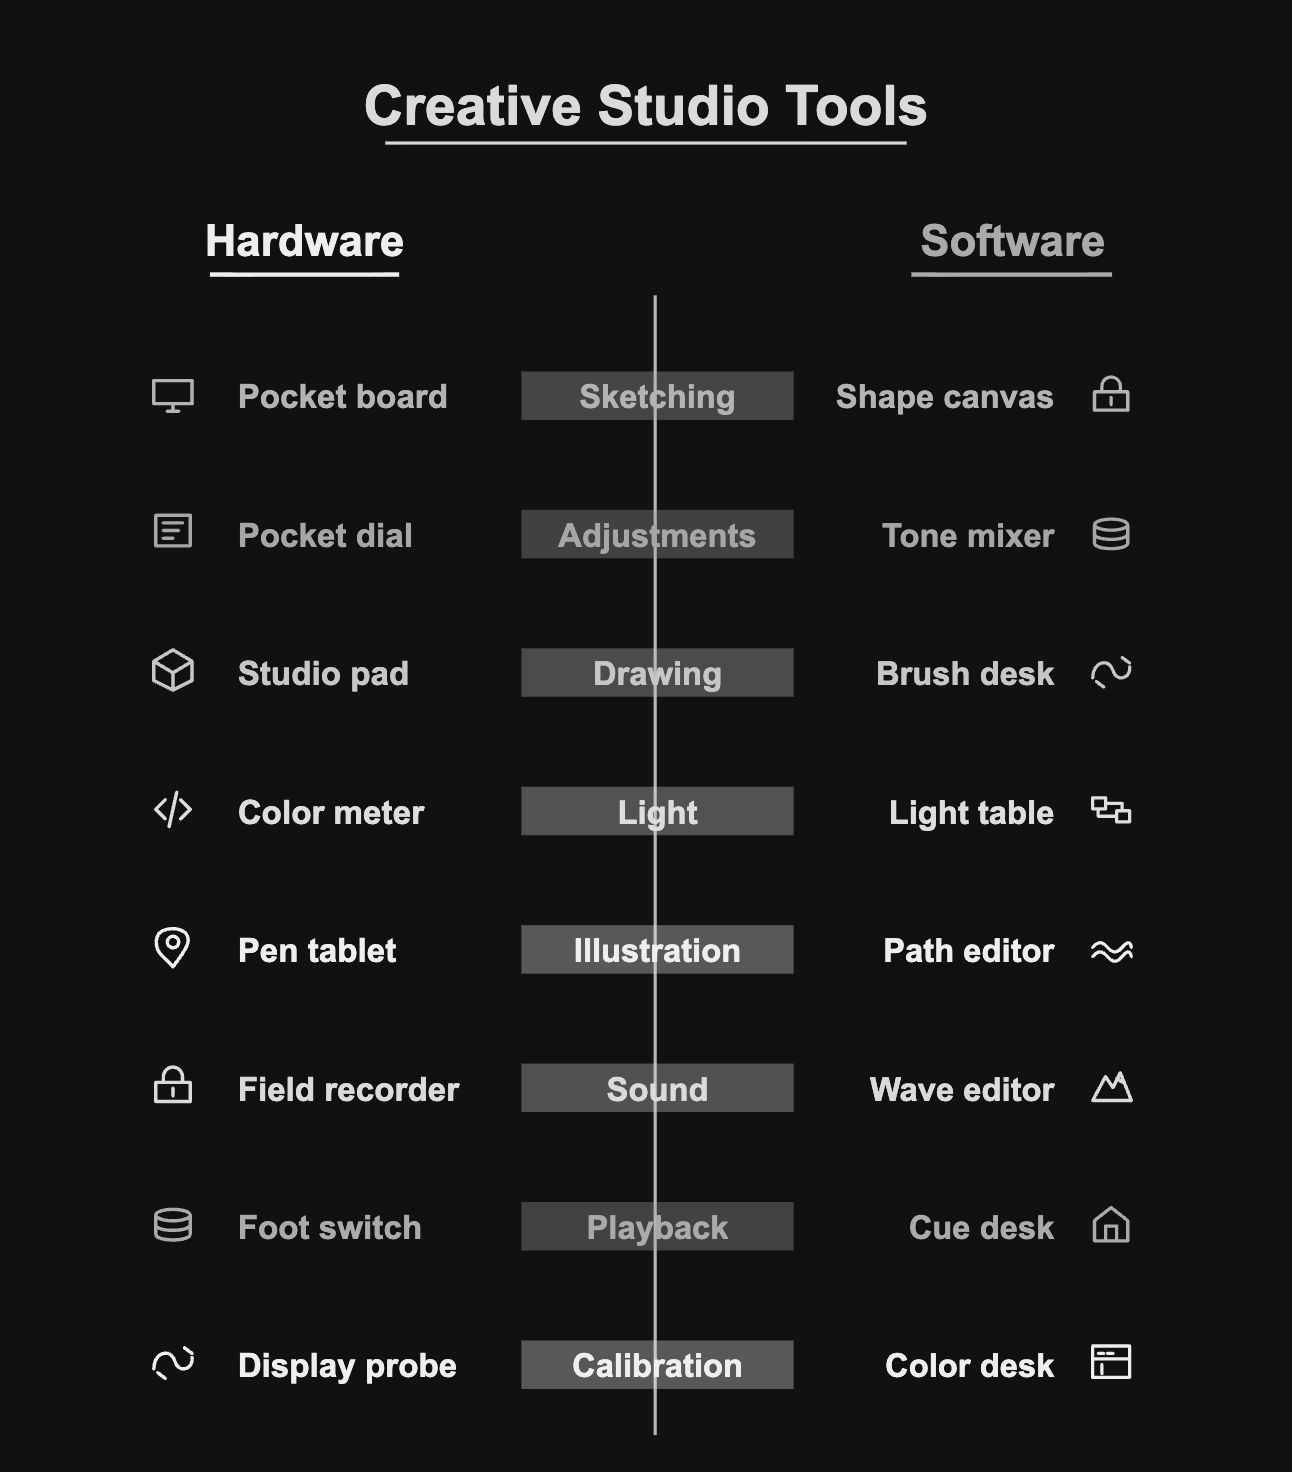 Creative Studio Tools
Hardware Software
Pocket board Sketching Shape canvas
Pocket dial Adjustments Tone mixer
Studio pad Drawing Brush desk
Color meter Light Light table
Pen tablet Illustration Path editor
Field recorder Sound Wave editor
Foot switch Playback Cue desk
Display probe Calibration Color desk